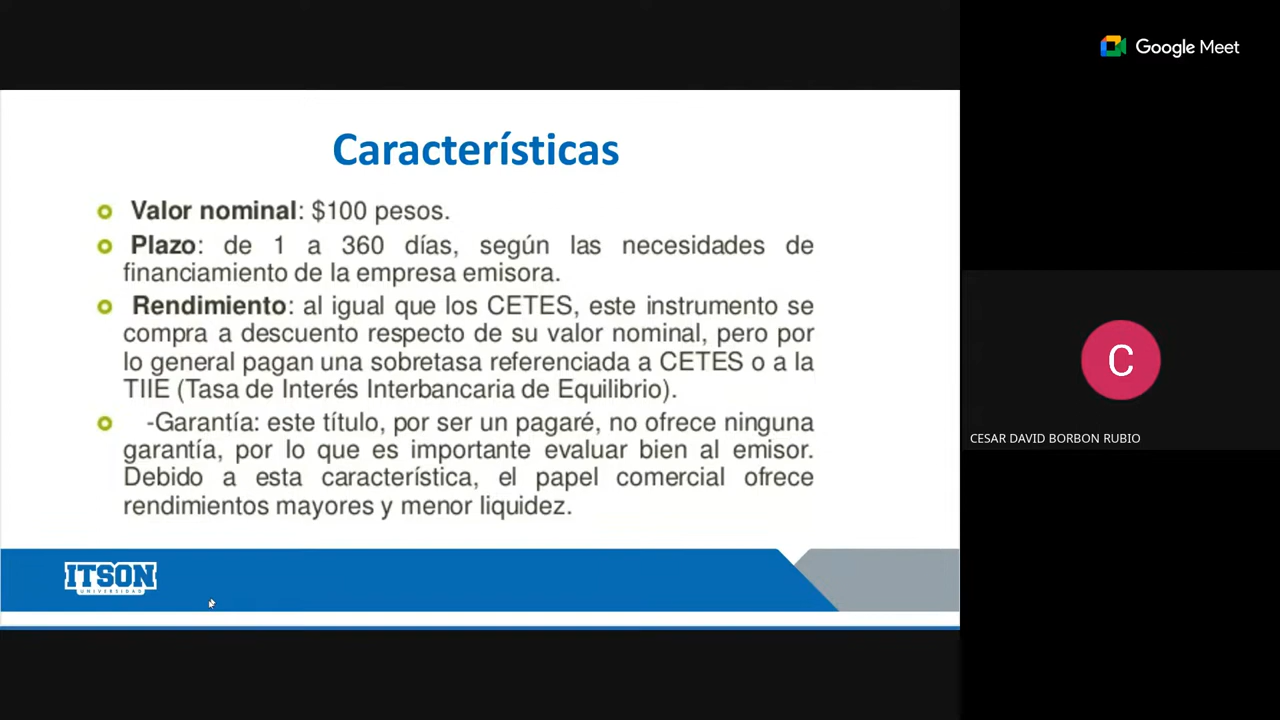 Google Meet
Características
Valor nominal: $100 pesos.
Plazo: de 1 a 360 días, según las necesidades de
financiamiento de la empresa emisora.
Rendimiento: al igual que los CETES, este instrumento se
compra a descuento respecto de su valor nominal, pero por
lo general pagan una sobretasa referenciada a CETES o a la
TIIE (Tasa de Interés Interbancaria de Equilibrio).
-Garantía: este título, por ser un pagaré, no ofrece ninguna
garantía, por lo que es importante evaluar bien al emisor.
Debido a esta característica, el papel comercial ofrece
rendimientos mayores y menor liquidez.
ITSON
UNIVERSIDAD
C
CESAR DAVID BORBON RUBIO